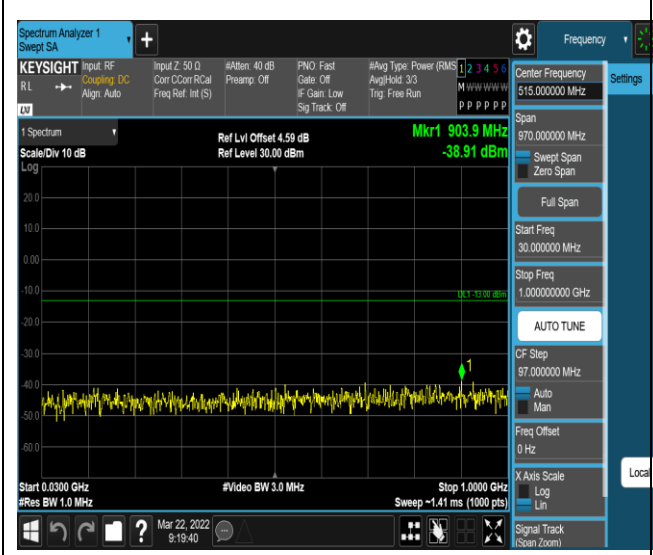 Spectrum Analyzer 1
Swept SA
+
Frequency
KEYSIGHT
RL
LXI
Input: RF
Coupling: DC
Align: Auto
Input Z: 50 Ω
Corr CCorr RCal
Freq Ref: Int (S)
#Atten: 40 dB
Preamp: Off
PNO: Fast
Gate: Off
IF Gain: Low
Sig Track: Off
#Avg Type: Power (RMS
Avg|Hold: 3/3
Trig: Free Run
1 2 3 4 5 6
M W W W W W
P P P P P P
Center Frequency
515.000000 MHz
Settings
Span
970.000000 MHz
Swept Span
Zero Span
Full Span
Start Freq
30.000000 MHz
Stop Freq
1.000000000 GHz
AUTO TUNE
CF Step
97.000000 MHz
Auto
Man
Freq Offset
0 Hz
X Axis Scale
Log
Lin
Local
Signal Track
(Span Zoom)
1 Spectrum
Scale/Div 10 dB
Log
Ref Lvl Offset 4.59 dB
Ref Level 30.00 dBm
Mkr1 903.9 MHz
-38.91 dBm
20.0
10.0
0.00
-10.0
DL1 -13.00 dBm
-20.0
-30.0
1
-40.0
-50.0
-60.0
Start 0.0300 GHz
#Video BW 3.0 MHz
Stop 1.0000 GHz
#Res BW 1.0 MHz
Sweep ~1.41 ms (1000 pts)
?
Mar 22, 2022
9:19:40